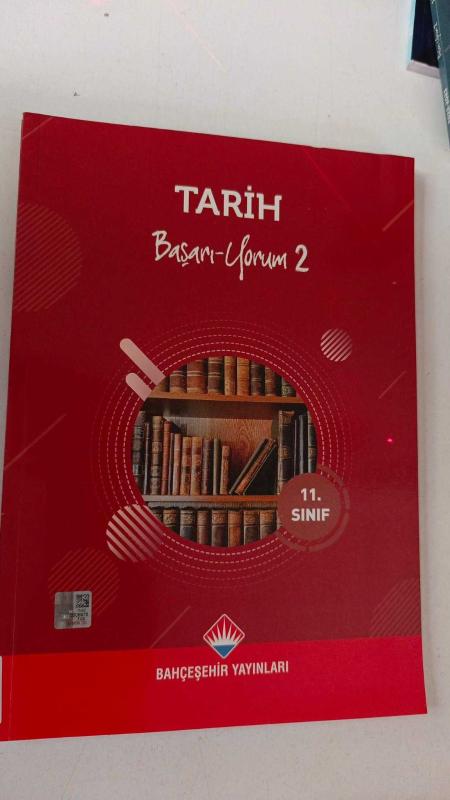 TARİH
Başarı-Yorum 2
11.
SINIF
BAHÇEŞEHİR YAYINLARI